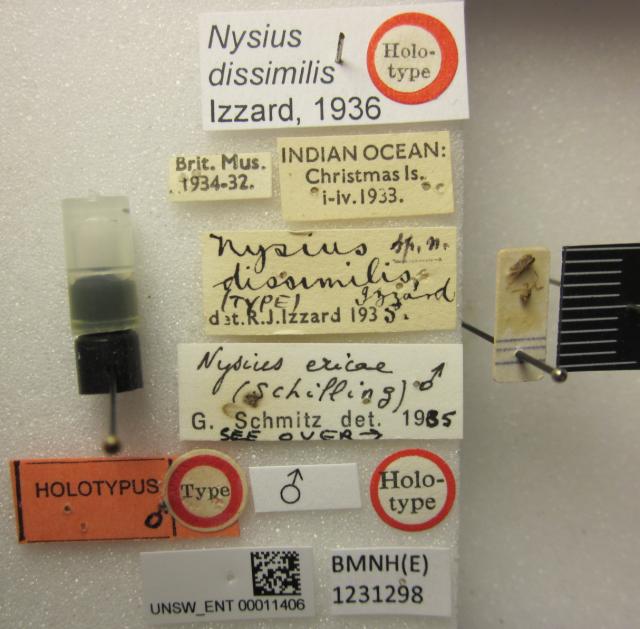 Nysius
dissimilis
Izzard, 1936
Holo-
type
Brit. Mus.
1934-32.
INDIAN OCEAN:
Christmas Is.
i-iv.1933.
Nysius sp. n.
dissimilis,
(TYPE) Izzard
det. R.J. Izzard 1935.
Nysius ericae ♂
(Schilling)
G. Schmitz det. 1985
SEE OVER→
HOLOTYPUS
♂
Type
♂
Holo-
type
UNSW_ENT 00011406
BMNH(E)
1231298